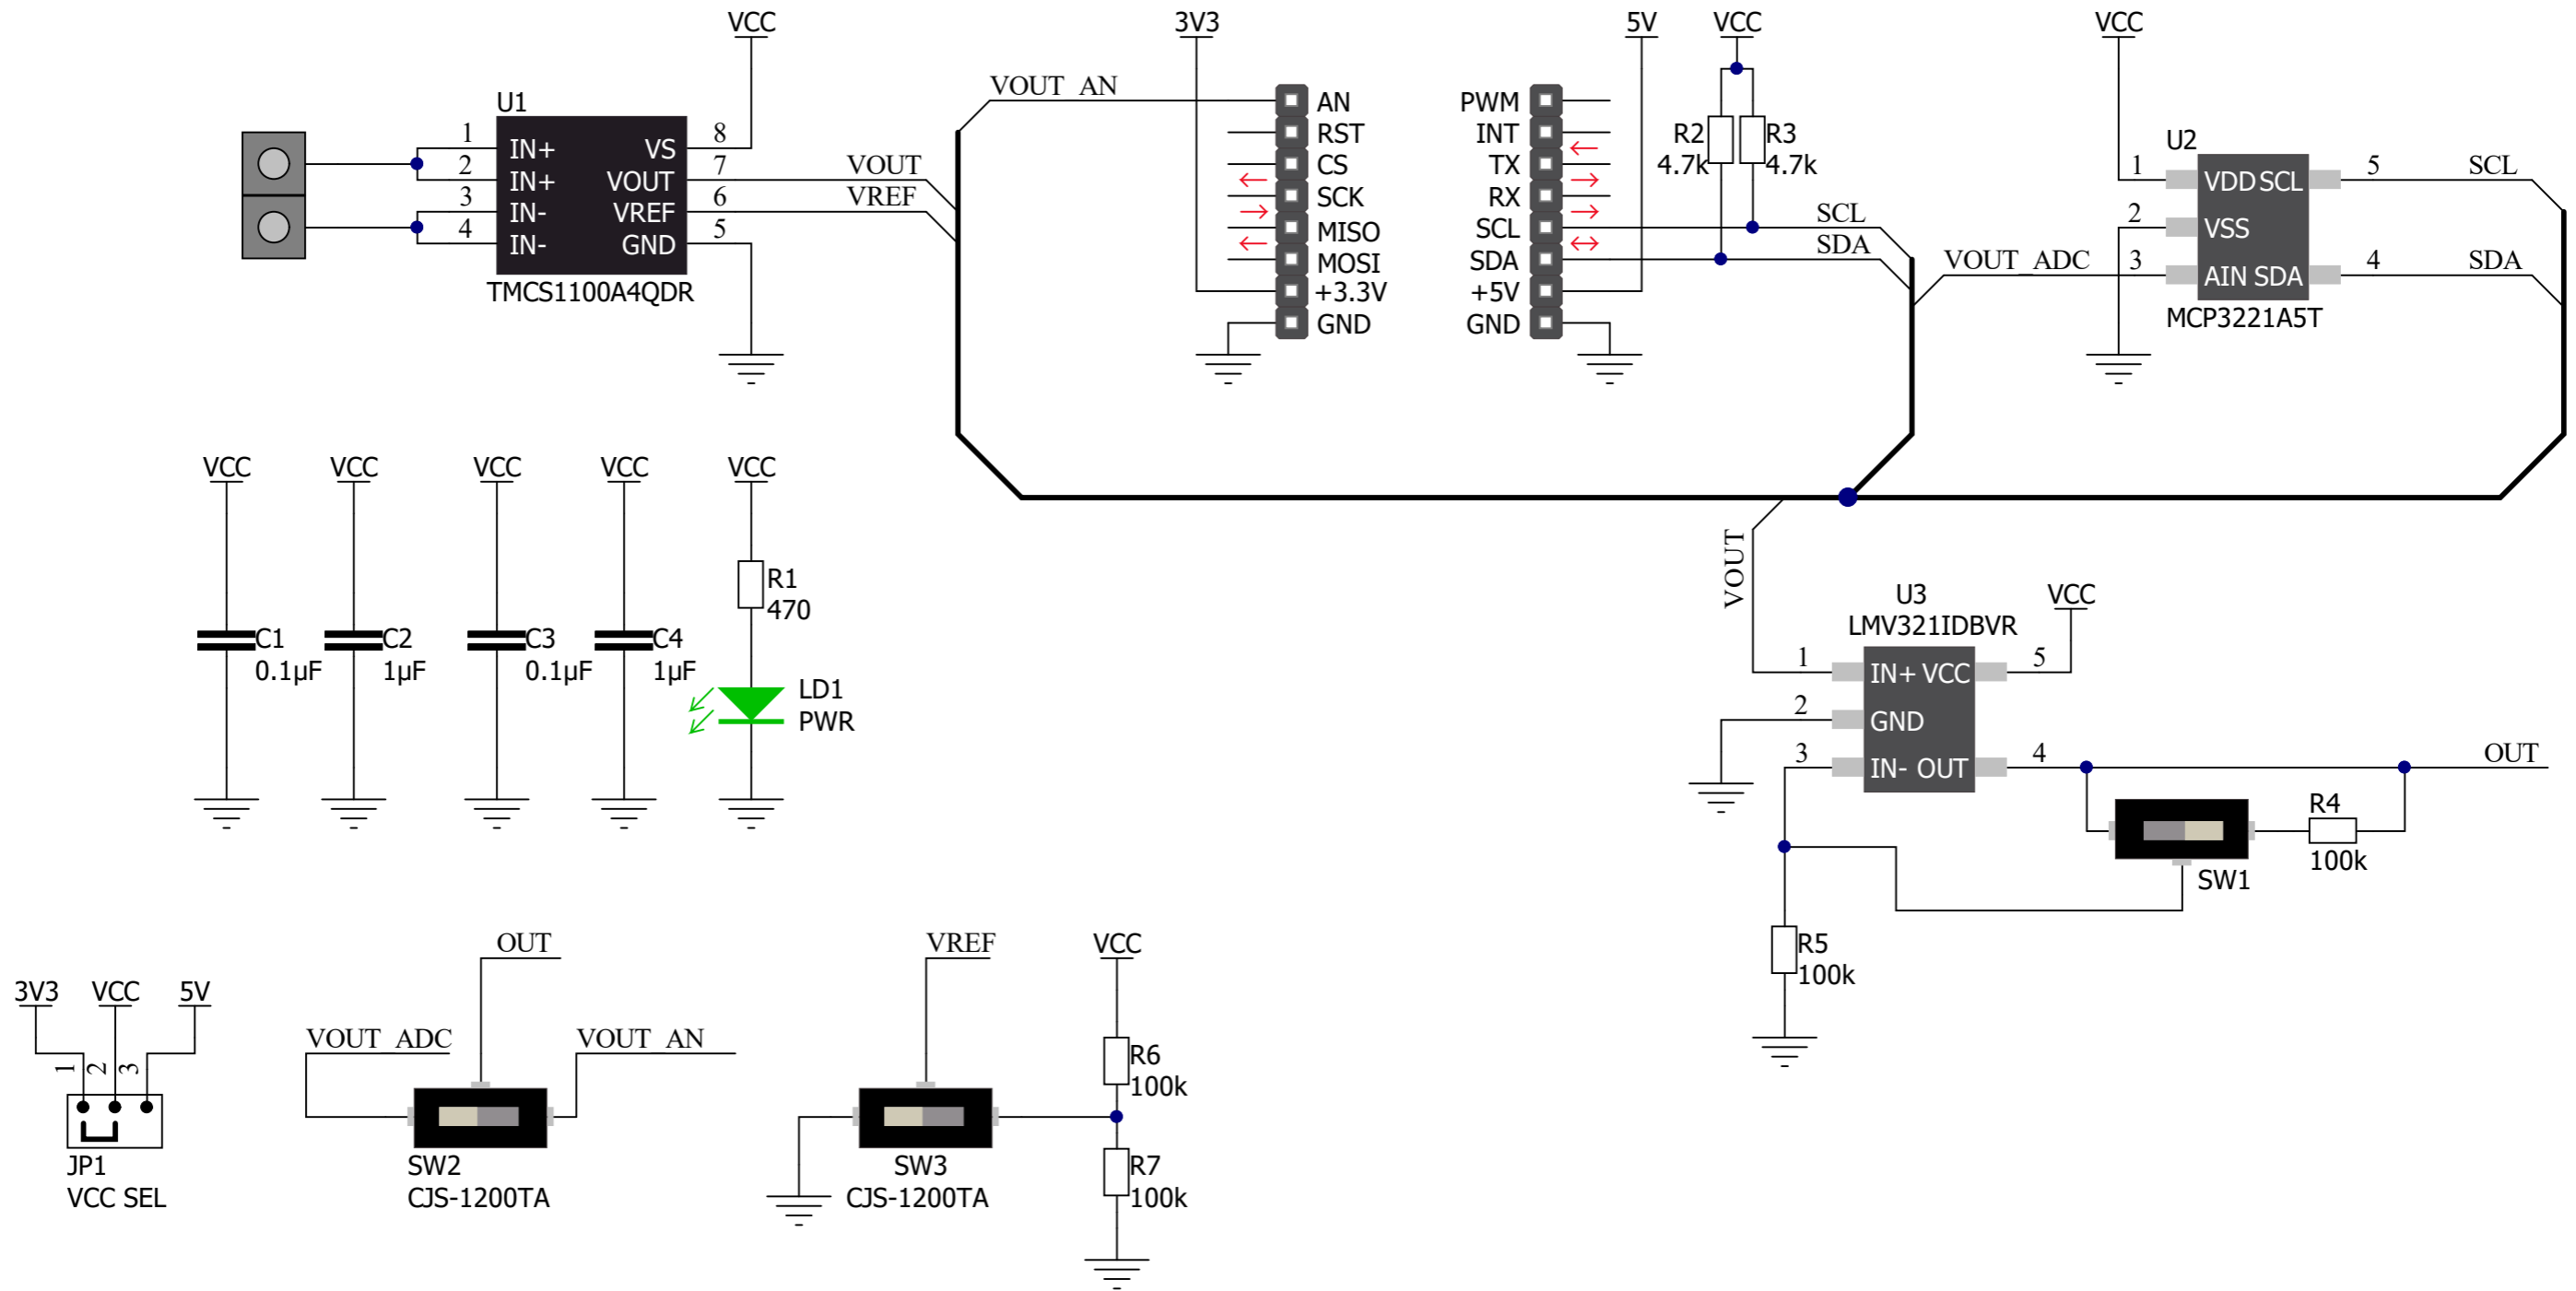 VCC
U1
1
2
3
4
IN+
IN+
IN-
IN-
VS
VOUT
VREF
GND
8
7
6
5
TMCS1100A4QDR
VOUT
VREF
VOUT_AN
3V3
AN
RST
CS
SCK
MISO
MOSI
+3.3V
GND
5V
PWM
INT
TX
RX
SCL
SDA
+5V
GND
VCC
R2
4.7k
R3
4.7k
SCL
SDA
VOUT_ADC
VCC
U2
1
2
3
VDD SCL
VSS
AIN SDA
5
4
MCP3221A5T
SCL
SDA
VCC
C1
0.1µF
VCC
C2
1µF
VCC
C3
0.1µF
VCC
C4
1µF
VCC
R1
470
LD1
PWR
VOUT
U3
LMV321IDBVR
VCC
1
2
3
IN+ VCC
GND
IN- OUT
5
4
OUT
R4
100k
SW1
R5
100k
3V3
VCC
5V
1
2
3
JP1
VCC SEL
OUT
VOUT_ADC
VOUT_AN
SW2
CJS-1200TA
VREF
SW3
CJS-1200TA
VCC
R6
100k
R7
100k